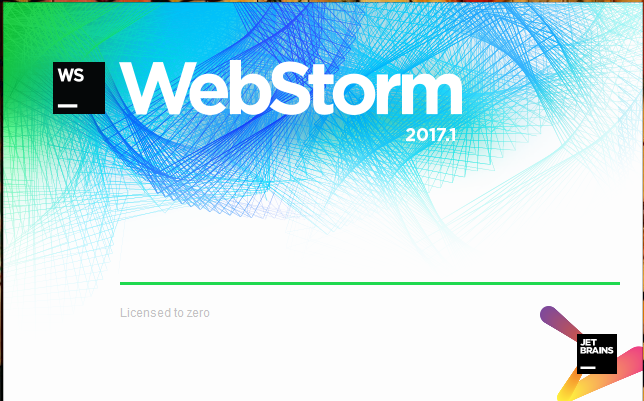 WS
WebStorm
2017.1
Licensed to zero
JET
BRAINS